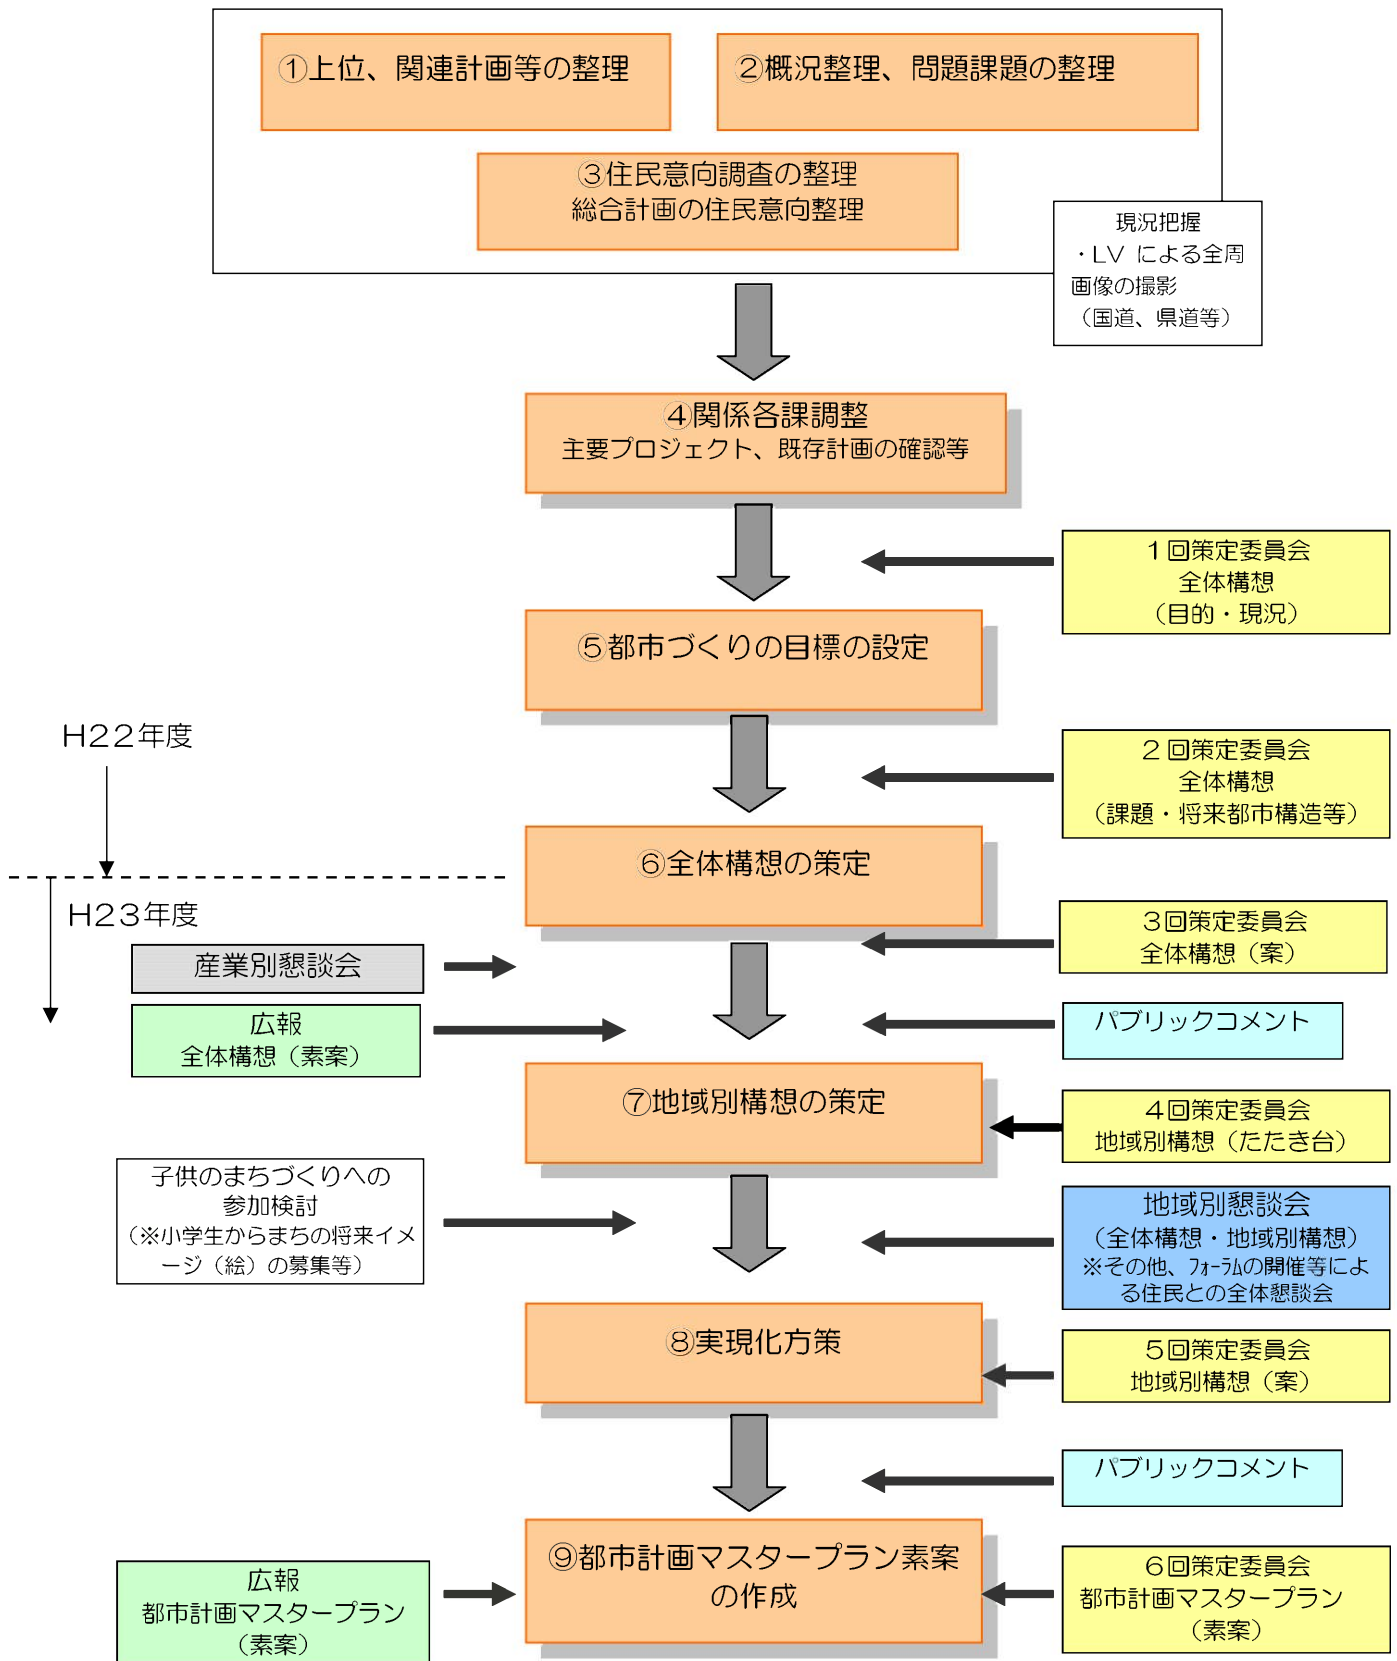 ①上位、関連計画等の整理
②概況整理、問題課題の整理
③住民意向調査の整理
総合計画の住民意向整理
現況把握
・LV による全周
画像の撮影
（国道、県道等）
④関係各課調整
主要プロジェクト、既存計画の確認等
１回策定委員会
全体構想
（目的・現況）
⑤都市づくりの目標の設定
H２２年度
２回策定委員会
全体構想
（課題・将来都市構造等）
⑥全体構想の策定
H２３年度
３回策定委員会
全体構想（案）
産業別懇談会
広報
全体構想（素案）
パブリックコメント
⑦地域別構想の策定
４回策定委員会
地域別構想（たたき台）
子供のまちづくりへの
参加検討
（※小学生からまちの将来イメ
ージ（絵）の募集等）
地域別懇談会
（全体構想・地域別構想）
※その他、ﾌｫｰﾗﾑの開催等によ
る住民との全体懇談会
⑧実現化方策
５回策定委員会
地域別構想（案）
パブリックコメント
⑨都市計画マスタープラン素案
の作成
広報
都市計画マスタープラン
（素案）
６回策定委員会
都市計画マスタープラン
（素案）